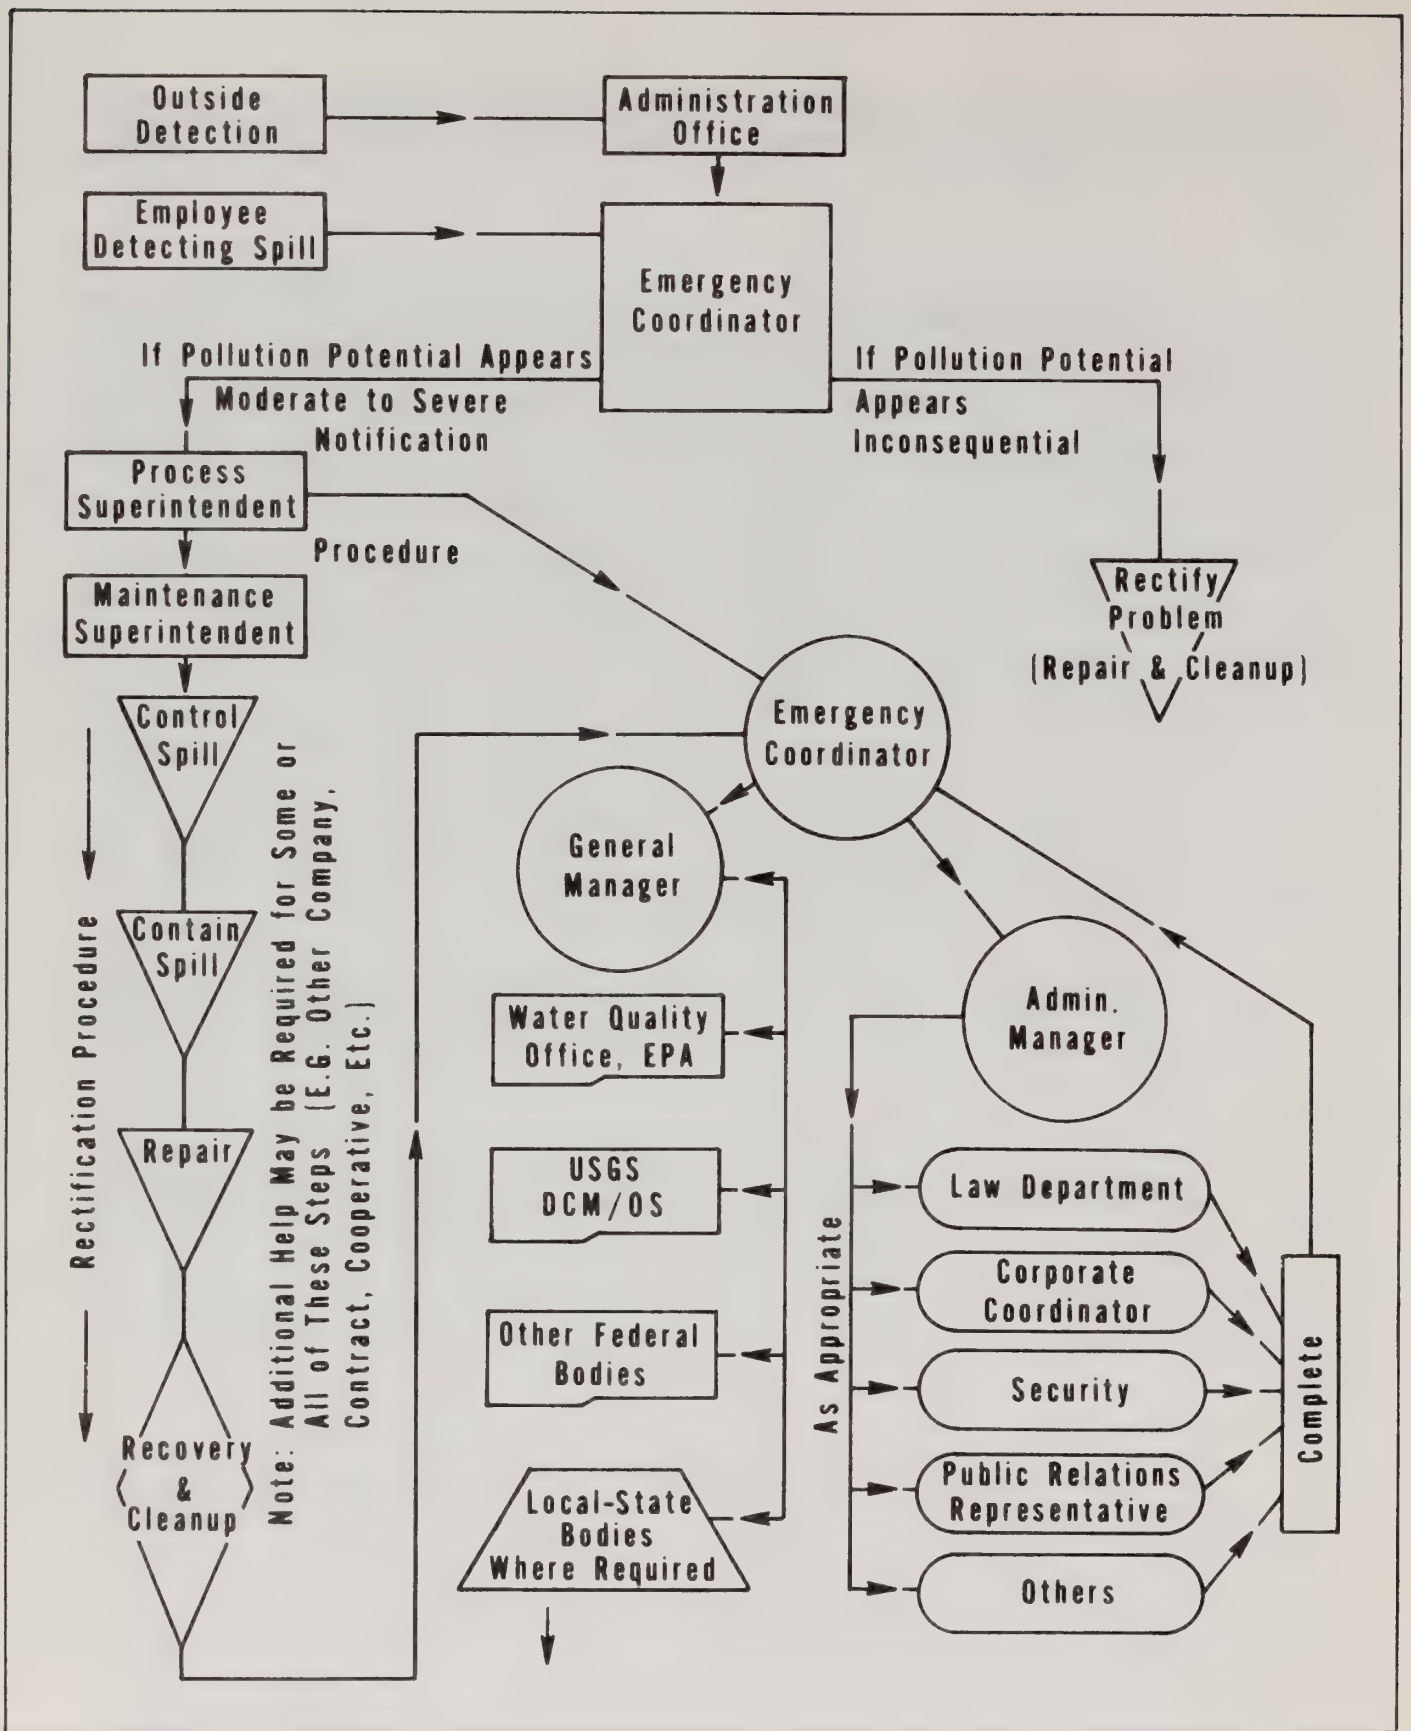 Outside
Detection
Administration
Office
Employee
Detecting Spill
Emergency
Coordinator
If Pollution Potential Appears
Moderate to Severe
Notification
If Pollution Potential
Appears
Inconsequential
Process
Superintendent
Procedure
Maintenance
Superintendent
Rectify
Problem
(Repair & Cleanup)
Control
Spill
Contain
Spill
Repair
Recovery
&
Cleanup
Rectification Procedure
Note: Additional Help May be Required for Some or
All of These Steps (E.G. Other Company,
Contract, Cooperative, Etc.)
Emergency
Coordinator
General
Manager
Water Quality
Office, EPA
USGS
DCM/OS
Other Federal
Bodies
Local-State
Bodies
Where Required
Admin.
Manager
As Appropriate
Law Department
Corporate
Coordinator
Security
Public Relations
Representative
Others
Complete